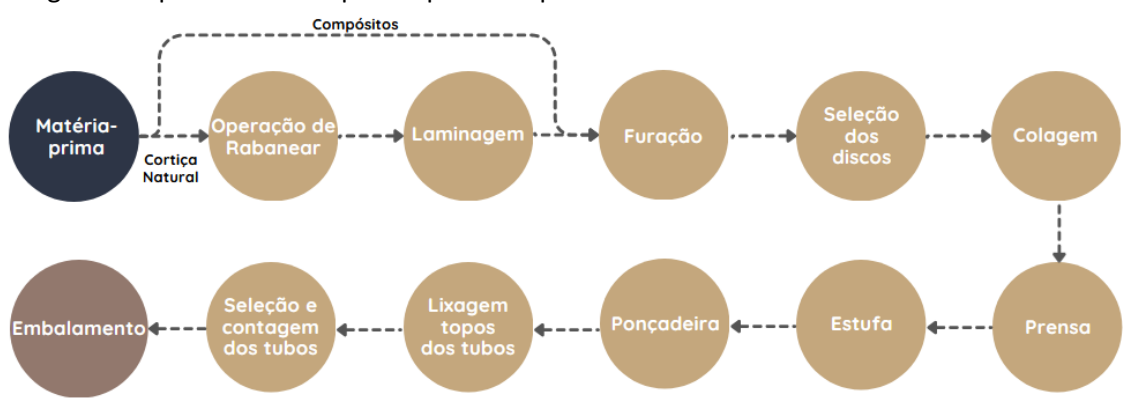 Compósitos
Matéria-
prima
Cortiça
Natural
Operação de
Rabanear
Laminagem
Furação
Seleção
dos
discos
Colagem
Embalamento
Seleção e
contagem
dos tubos
Lixagem
topos
dos tubos
Ponçadeira
Estufa
Prensa